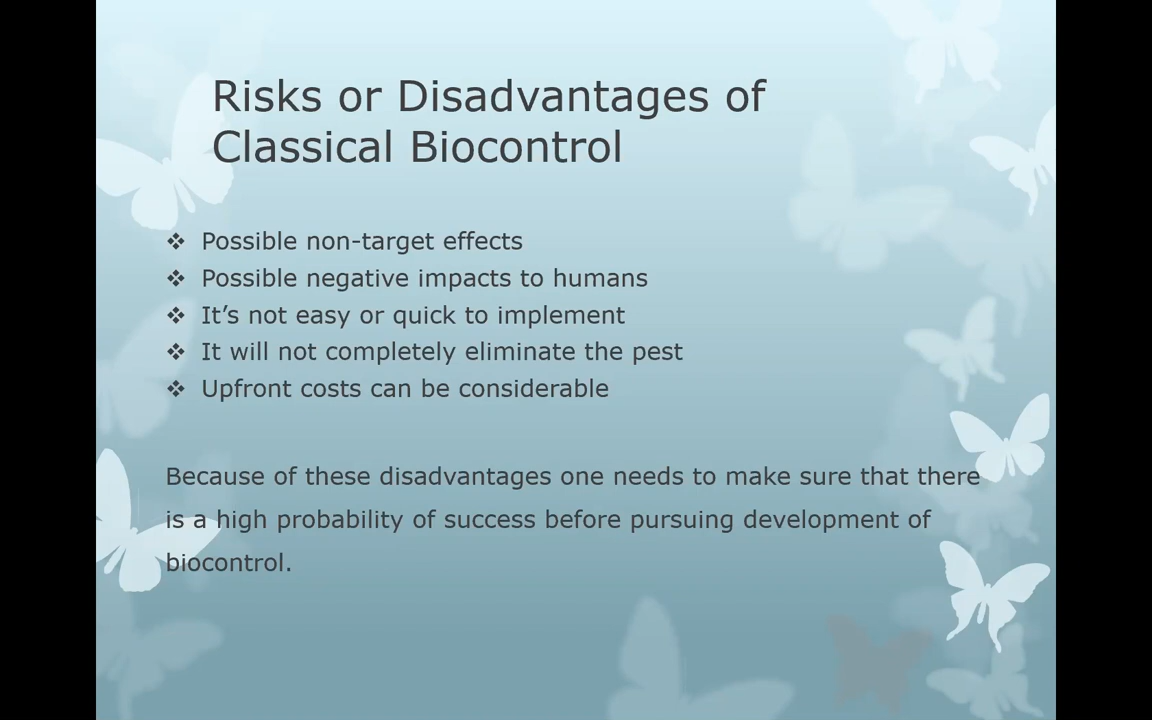 Risks or Disadvantages of
Classical Biocontrol
❖ Possible non-target effects
❖ Possible negative impacts to humans
❖ It’s not easy or quick to implement
❖ It will not completely eliminate the pest
❖ Upfront costs can be considerable
Because of these disadvantages one needs to make sure that there
is a high probability of success before pursuing development of
biocontrol.